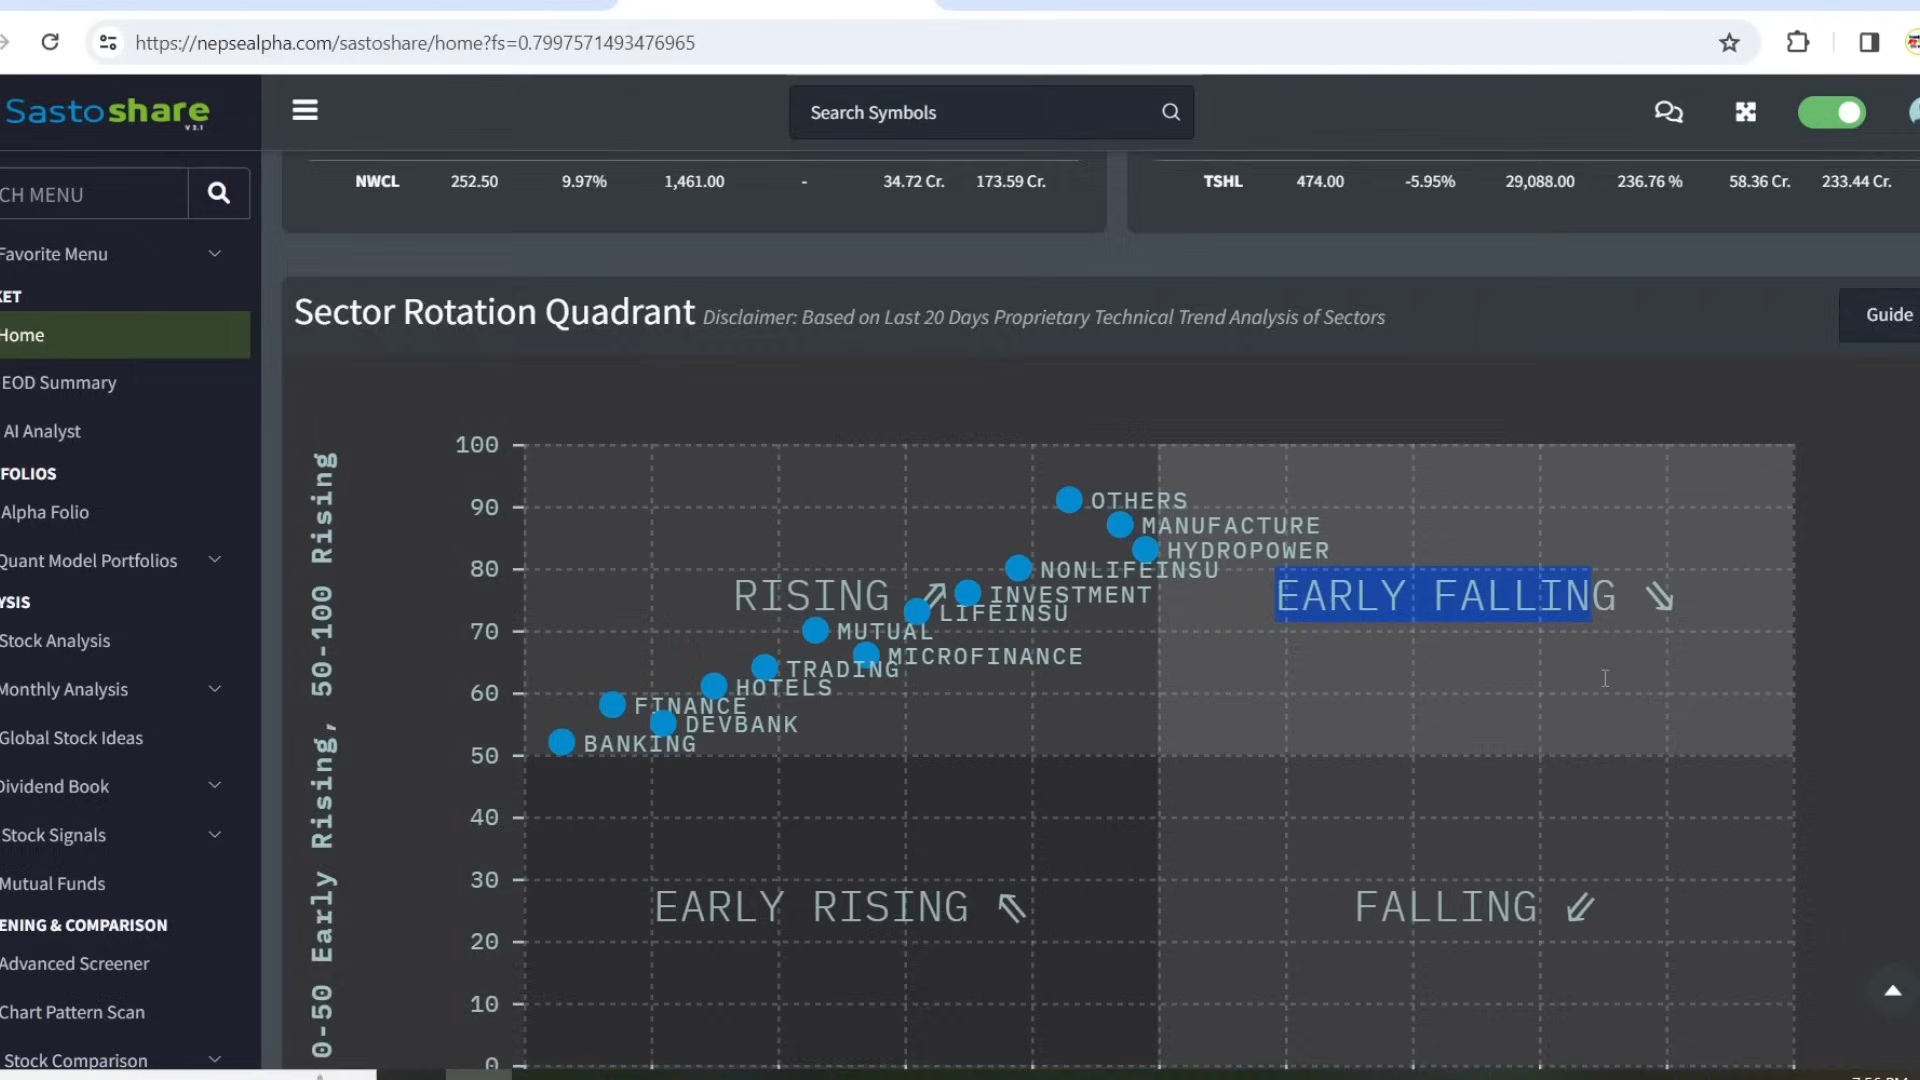 https://nepsealpha.com/sastoshare/home?fs=0.7997571493476965
Sastoshare
V 2.1
Search Symbols
CH MENU
NWCL 252.50 9.97% 1,461.00 - 34.72 Cr. 173.59 Cr.
TSHL 474.00 -5.95% 29,088.00 236.76 % 58.36 Cr. 233.44 Cr.
Favorite Menu
KET
Home
EOD Summary
AI Analyst
FOLIOS
Alpha Folio
Quant Model Portfolios
YSIS
Stock Analysis
Monthly Analysis
Global Stock Ideas
Dividend Book
Stock Signals
Mutual Funds
ENING & COMPARISON
Advanced Screener
Chart Pattern Scan
Stock Comparison
Sector Rotation Quadrant Disclaimer: Based on Last 20 Days Proprietary Technical Trend Analysis of Sectors
Guide
0-50 Early Rising, 50-100 Rising
100
90
80
70
60
50
40
30
20
10
0
OTHERS
MANUFACTURE
HYDROPOWER
NONLIFEINSU
RISING ⇗
INVESTMENT
EARLY FALLING ⇘
LIFEINSU
MUTUAL
MICROFINANCE
TRADING
HOTELS
FINANCE
DEVBANK
BANKING
EARLY RISING ⇖
FALLING ⇙